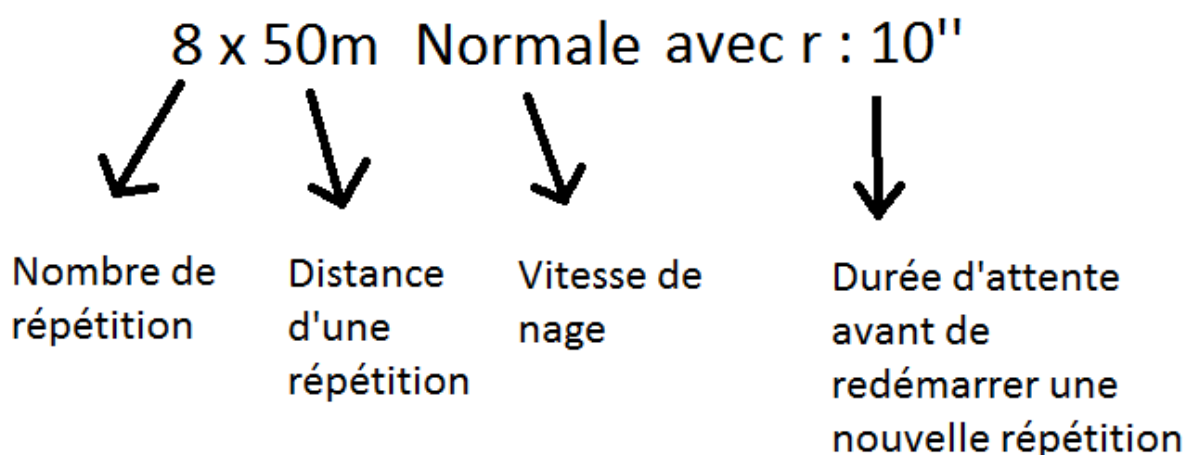 8 x 50m Normale avec r : 10''
Nombre de
répétition
Distance
d'une
répétition
Vitesse de
nage
Durée d'attente
avant de
redémarrer une
nouvelle répétition